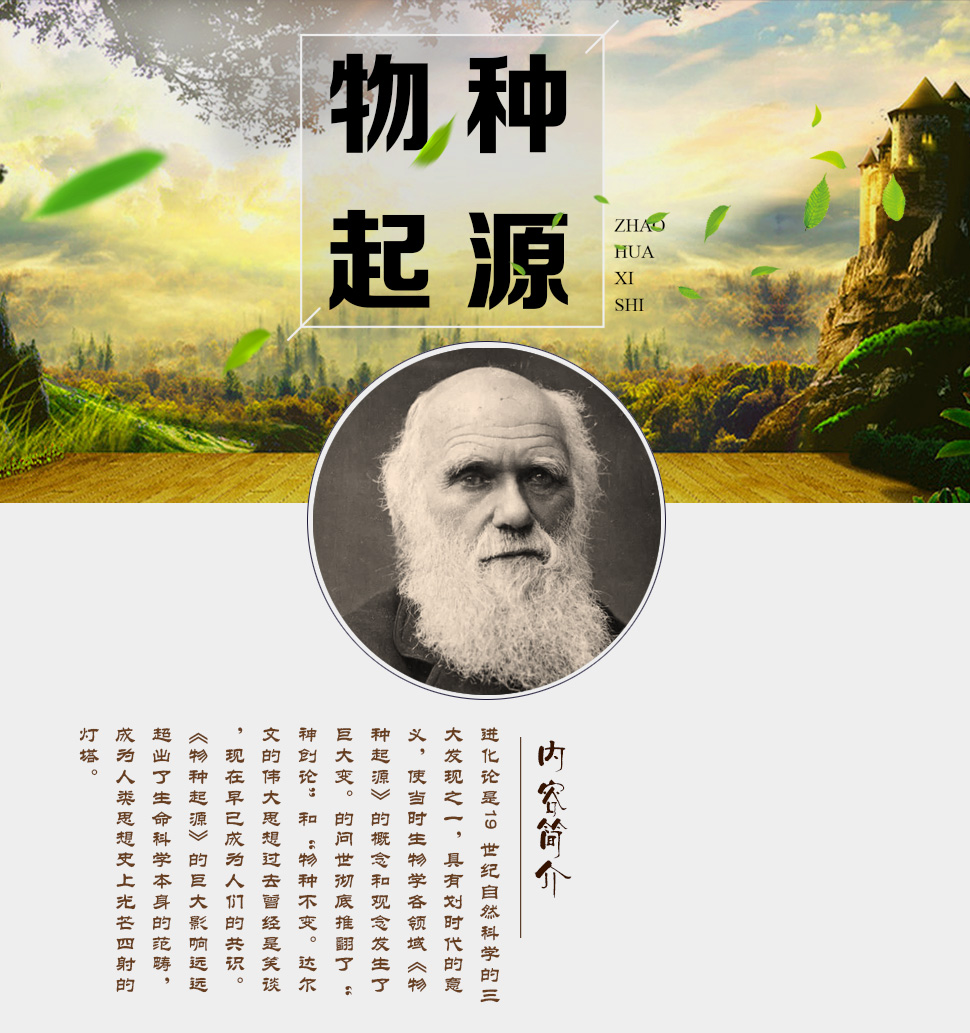 物种
起源
ZHAO
HUA
XI
SHI
内容简介
进化论是19世纪自然科学的三
大发现之一，具有划时代的意
义，使当时生物学各领域《物
种起源》的概念和观念发生了
巨大变。的问世彻底推翻了“
神创论”和“物种不变。达尔
文的伟大思想过去曾经是笑谈
，现在早已成为人们的共识。
《物种起源》的巨大影响远远
超出了生命科学本身的范畴，
成为人类思想史上光芒四射的
灯塔。